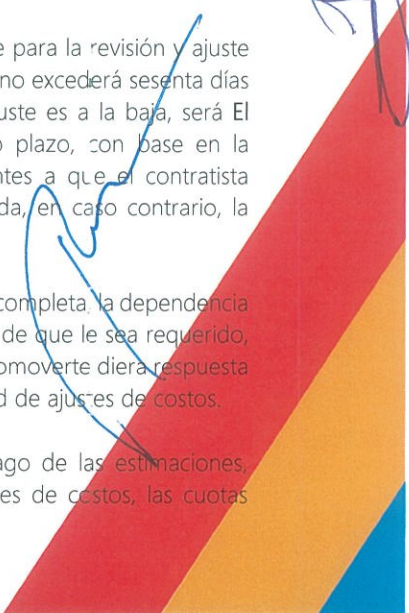 e para la revisión y ajuste
no excederá sesenta días
uste es a la baja, será El
o plazo, con base en la
ntes a que el contratista
da, en caso contrario, la
completa, la dependencia
de que le sea requerido,
omoverte diera respuesta
d de ajustes de costos.
ago de las estimaciones,
es de costos, las cuotas